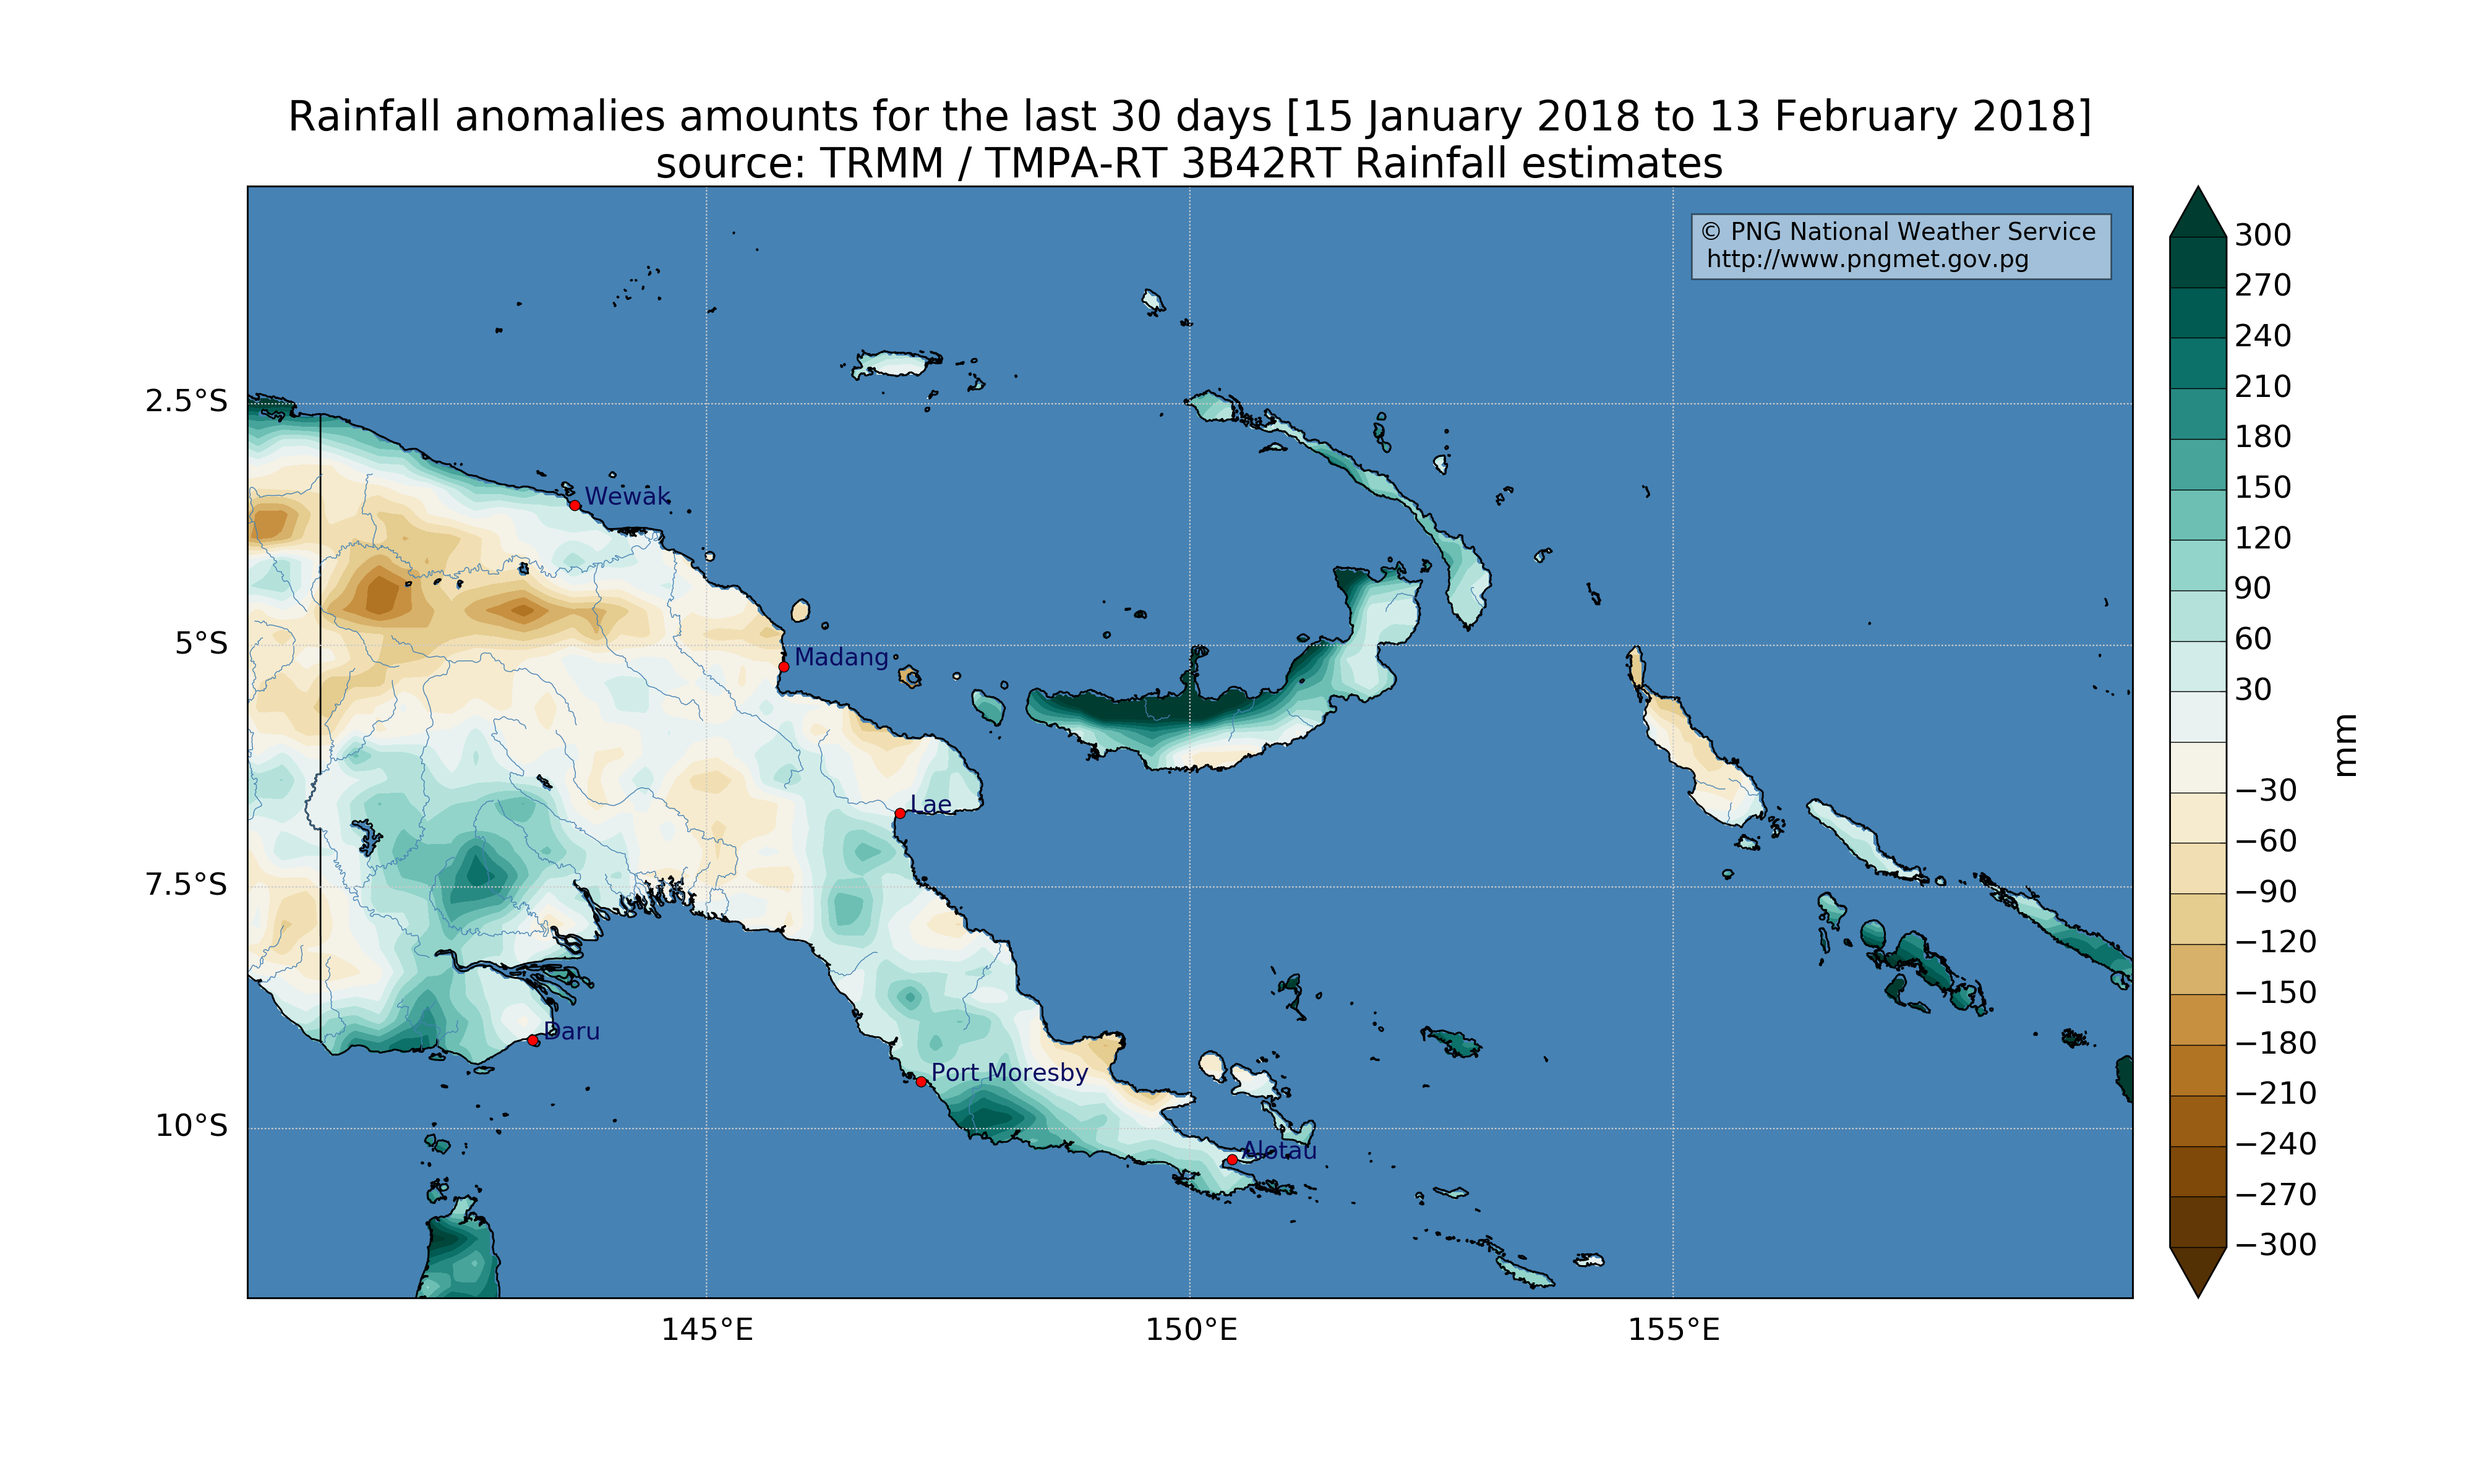 Rainfall anomalies amounts for the last 30 days [15 January 2018 to 13 February 2018]
source: TRMM / TMPA-RT 3B42RT Rainfall estimates
© PNG National Weather Service
http://www.pngmet.gov.pg
2.5°S
5°S
7.5°S
10°S
Wewak
Madang
Lae
Daru
Port Moresby
Alotau
145°E
150°E
155°E
300
270
240
210
180
150
120
90
60
30
−30
−60
−90
−120
−150
−180
−210
−240
−270
−300
mm